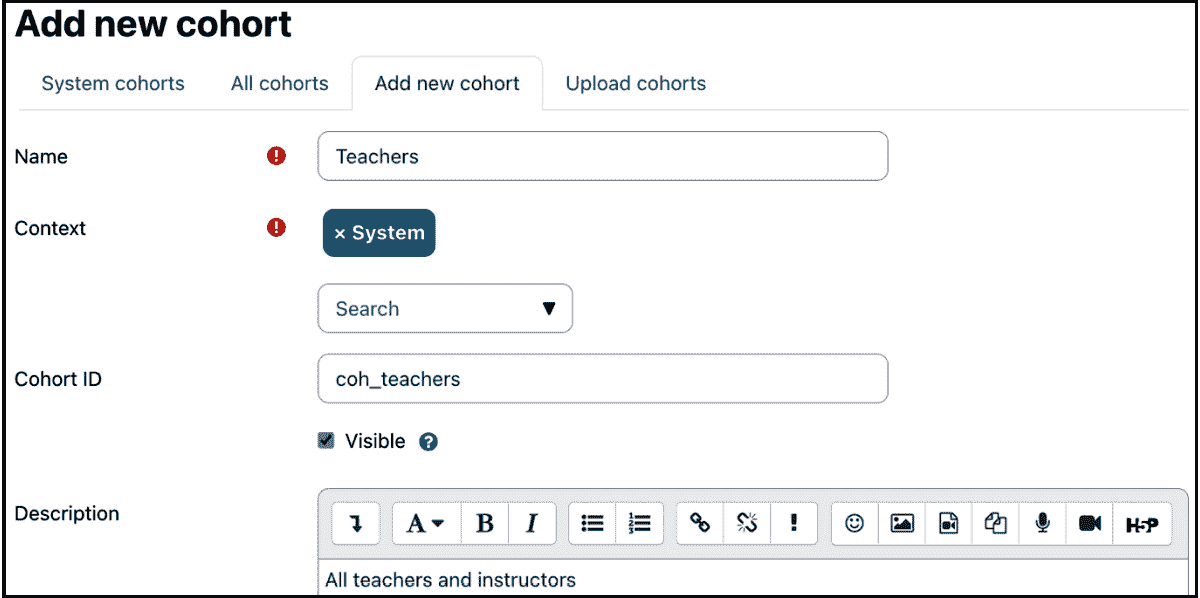 Add new cohort
System cohorts All cohorts Add new cohort Upload cohorts
Name ! Teachers
Context ! × System
Search ▼
Cohort ID coh_teachers
Visible ?
Description A B I ! H5P
All teachers and instructors